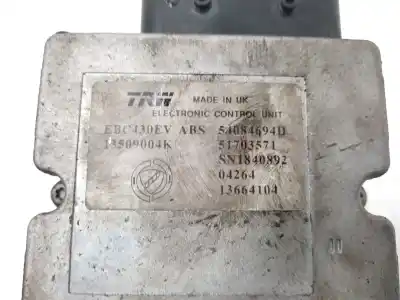 TRW MADE IN UK
ELECTRONIC CONTROL UNIT
EBC430EV ABS 54084694D
13509004K 51703571
SN1840892
04264
13664104